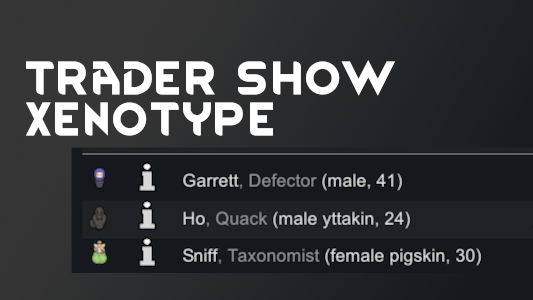 TRADER SHOW
XENOTYPE
Garrett, Defector (male, 41)
Ho, Quack (male yttakin, 24)
Sniff, Taxonomist (female pigskin, 30)